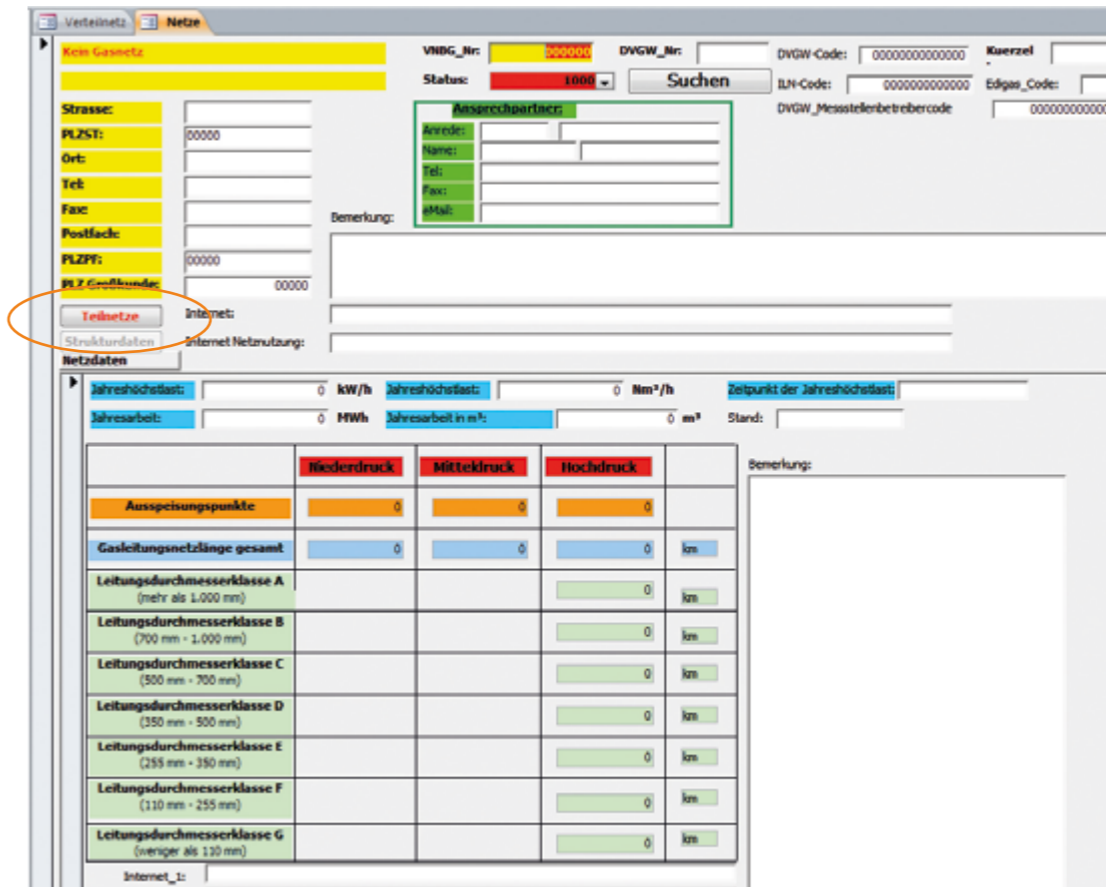 Verteilnetz Netze
Kein Gasnetz VNBG_Nr: 000000 DVGW_Nr: DVGW-Code: 00000000000000 Kuerzel
Status: 1000 Suchen ILN-Code: 0000000000000 Edigas_Code:
DVGW_Messstellenbetreibercode 00000000000
Strasse: Ansprechpartner:
PLZST: 00000 Anrede:
Ort: Name:
Tel: Tel:
Fax: Fax:
eMail:
Bemerkung:
Postfach:
PLZPF: 00000
PLZ Großkunde: 00000
Teilnetze Internet:
Strukturdaten Internet Netznutzung:
Netzdaten
Jahreshöchstlast: 0 kW/h Jahreshöchstlast: 0 Nm³/h Zeitpunkt der Jahreshöchstlast:
Jahresarbeit: 0 MWh Jahresarbeit in m³: 0 m³ Stand:
Niederdruck Mitteldruck Hochdruck Bemerkung:
Ausspeisungspunkte 0 0 0
Gasleitungsnetzlänge gesamt 0 0 0 km
Leitungsdurchmesserklasse A
(mehr als 1.000 mm) 0 km
Leitungsdurchmesserklasse B
(700 mm - 1.000 mm) 0 km
Leitungsdurchmesserklasse C
(500 mm - 700 mm) 0 km
Leitungsdurchmesserklasse D
(350 mm - 500 mm) 0 km
Leitungsdurchmesserklasse E
(255 mm - 350 mm) 0 km
Leitungsdurchmesserklasse F
(110 mm - 255 mm) 0 km
Leitungsdurchmesserklasse G
(weniger als 110 mm) 0 km
Internet_1: